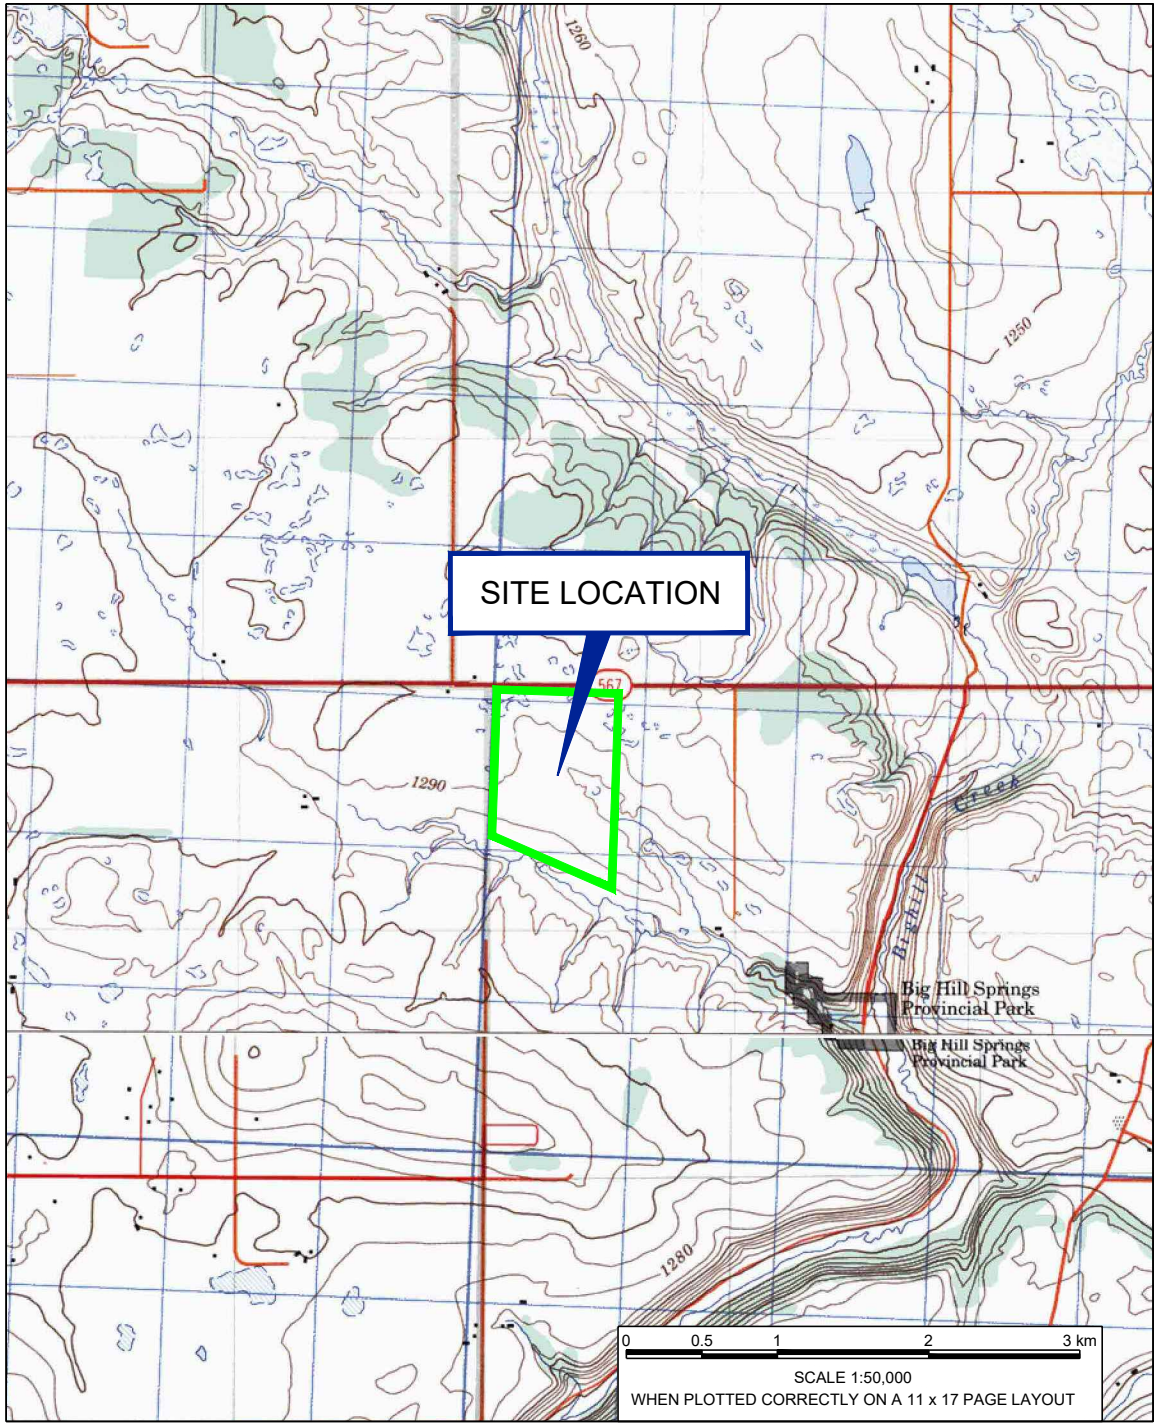 1260
1250
SITE LOCATION
567
1290
Creek
Bighill
Big Hill Springs
Provincial Park
Big Hill Springs
Provincial Park
1280
0 0.5 1 2 3 km
SCALE 1:50,000
WHEN PLOTTED CORRECTLY ON A 11 x 17 PAGE LAYOUT